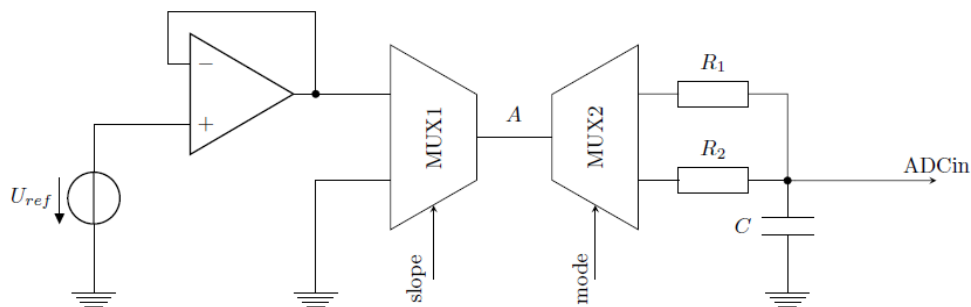 −
+
U_ref
MUX1
A
MUX2
R_1
R_2
ADCin
C
slope
mode